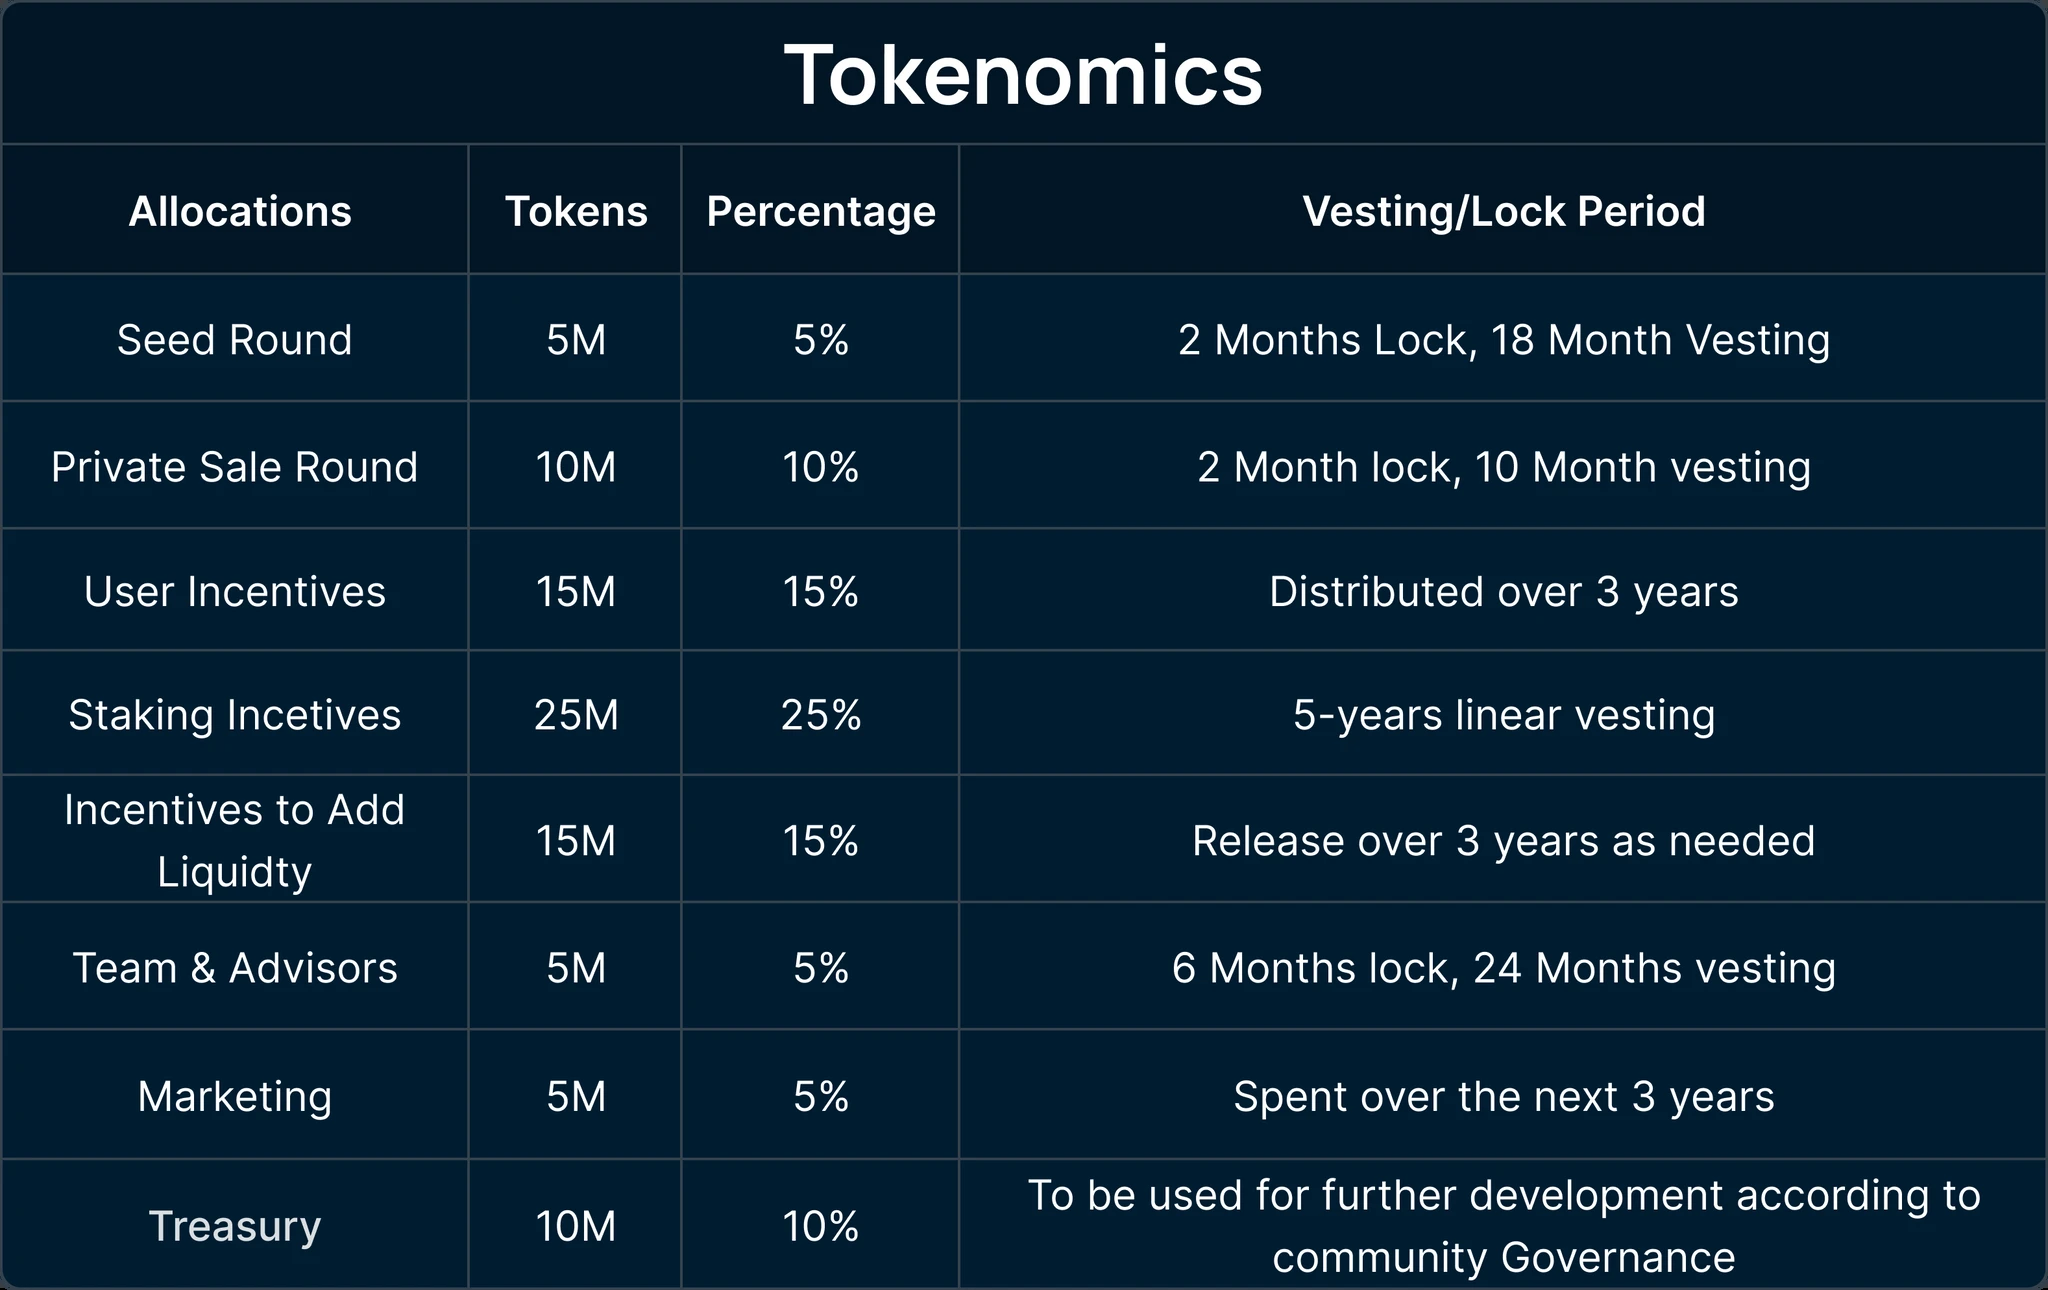 Tokenomics
Allocations Tokens Percentage Vesting/Lock Period
Seed Round 5M 5% 2 Months Lock, 18 Month Vesting
Private Sale Round 10M 10% 2 Month lock, 10 Month vesting
User Incentives 15M 15% Distributed over 3 years
Staking Incetives 25M 25% 5-years linear vesting
Incentives to Add
Liquidty 15M 15% Release over 3 years as needed
Team & Advisors 5M 5% 6 Months lock, 24 Months vesting
Marketing 5M 5% Spent over the next 3 years
Treasury 10M 10% To be used for further development according to
community Governance